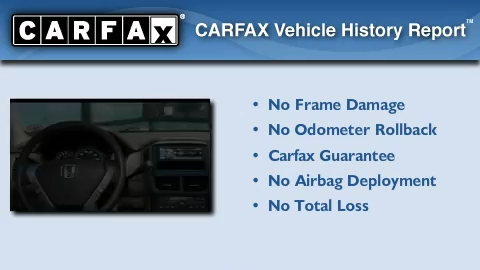 CARFAX® CARFAX Vehicle History Report™
• No Frame Damage
• No Odometer Rollback
• Carfax Guarantee
• No Airbag Deployment
• No Total Loss